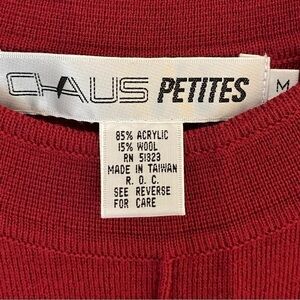 CHAUS PETITES
M
85% ACRYLIC
15% WOOL
RN 51323
MADE IN TAIWAN
R. O. C.
SEE REVERSE
FOR CARE